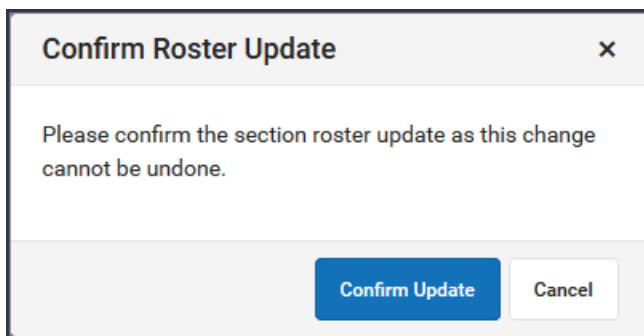 Confirm Roster Update
Please confirm the section roster update as this change
cannot be undone.
Confirm Update
Cancel